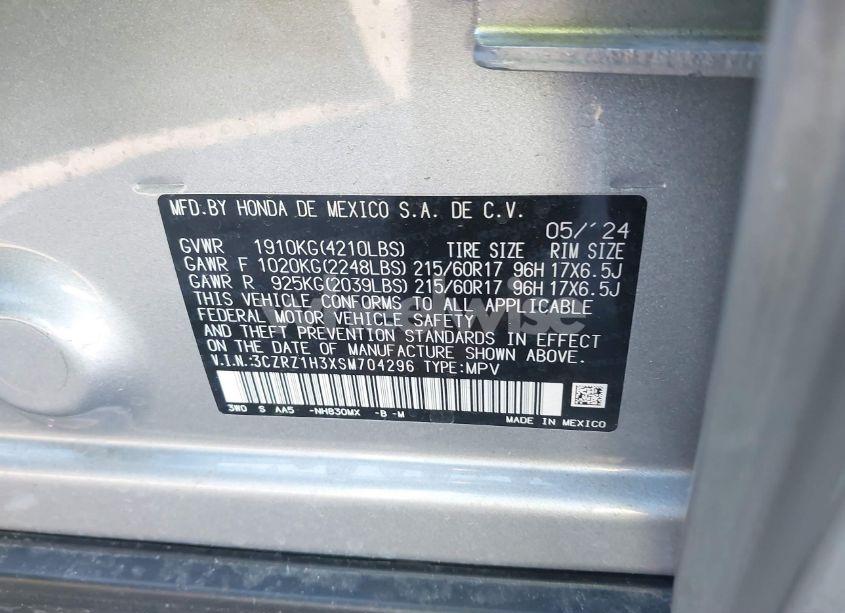 MFD.BY HONDA DE MEXICO S.A. DE C.V.
05/'24
GVWR 1910KG(4210LBS) TIRE SIZE RIM SIZE
GAWR F 1020KG(2248LBS) 215/60R17 96H 17X6.5J
GAWR R 925KG(2039LBS) 215/60R17 96H 17X6.5J
THIS VEHICLE CONFORMS TO ALL APPLICABLE
FEDERAL MOTOR VEHICLE SAFETY
AND THEFT PREVENTION STANDARDS IN EFFECT
ON THE DATE OF MANUFACTURE SHOWN ABOVE.
V.I.N.:3CZRZ1H3XSM704296 TYPE:MPV
3W0 S AA5 -NH830MX -B -M
MADE IN MEXICO